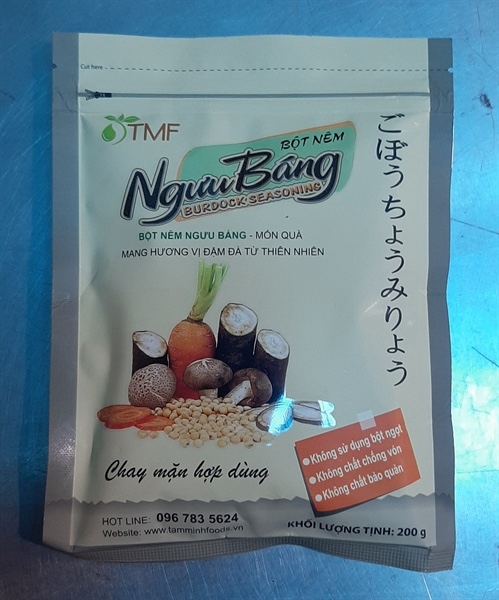 Cut here
TMF
BỘT NÊM
Ngưu Báng
BURDOCK SEASONING
BỘT NÊM NGƯU BÁNG - MÓN QUÀ
MANG HƯƠNG VỊ ĐẬM ĐÀ TỪ THIÊN NHIÊN
ごぼうちょうみりょう
Không sử dụng bột ngọt
Không chất chống vón
Không chất bảo quản
Chay mặn hợp dùng
HOT LINE: 096 783 5624
Website: www.tamminhfoods.vn
KHỐI LƯỢNG TỊNH: 200 g